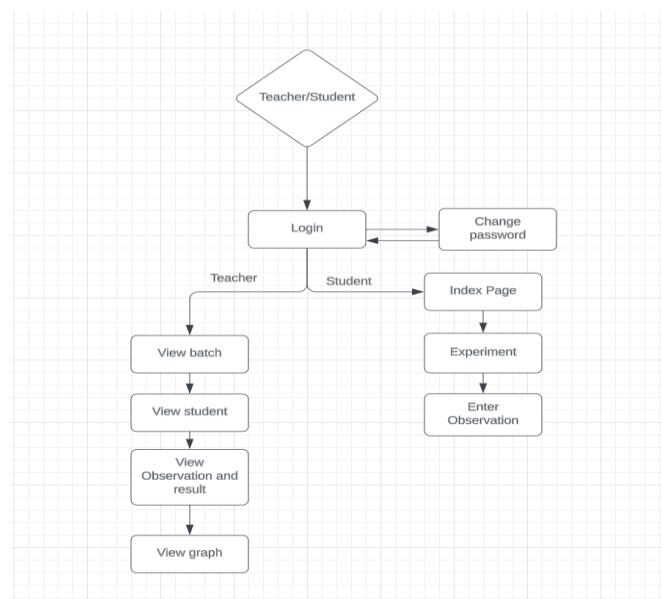 Teacher/Student
Login
Change
password
Teacher
Student
Index Page
View batch
Experiment
View student
Enter
Observation
View
Observation and
result
View graph